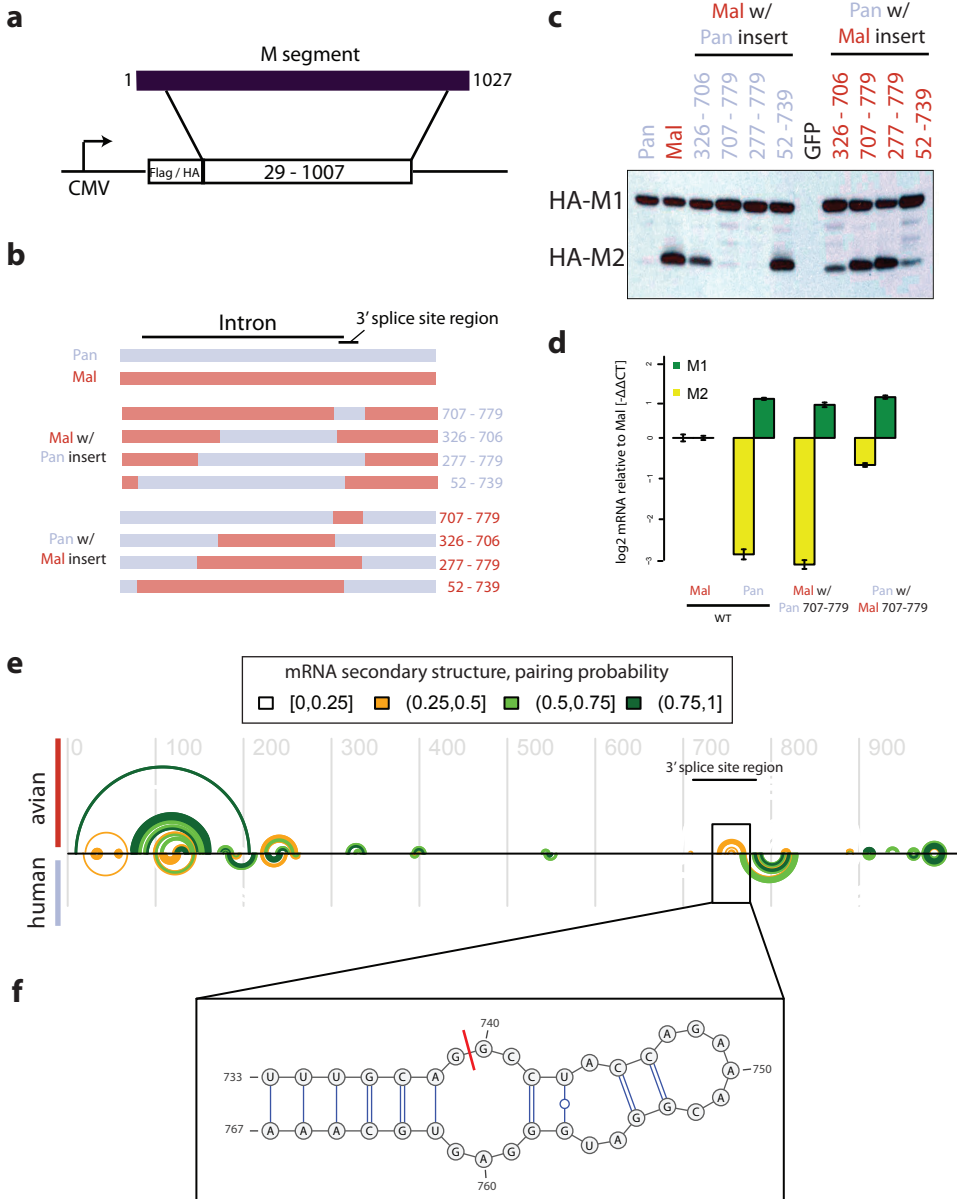 a
M segment
1
1027
CMV
Flag / HA
29 - 1007
b
Intron
3' splice site region
Pan
Mal
Mal w/
Pan insert
707 - 779
326 - 706
277 - 779
52 - 739
Pan w/
Mal insert
707 - 779
326 - 706
277 - 779
52 - 739
c
Mal w/
Pan insert
Pan w/
Mal insert
Pan
Mal
326 - 706
707 - 779
277 - 779
52 -739
GFP
326 - 706
707 - 779
277 - 779
52 -739
HA-M1
HA-M2
d
log2 mRNA relative to Mal [-ΔΔCT]
2
1
0
-1
-2
-3
M1
M2
Mal
Pan
WT
Mal w/
Pan 707-779
Pan w/
Mal 707-779
e
mRNA secondary structure, pairing probability
[0,0.25]
(0.25,0.5]
(0.5,0.75]
(0.75,1]
0 100 200 300 400 500 700 800 900
3' splice site region
avian
human
f
740
733 U U U G C A G G C C U A C C A G A A
A 750
767 A A A C G U G A G G G U A G G C A
760